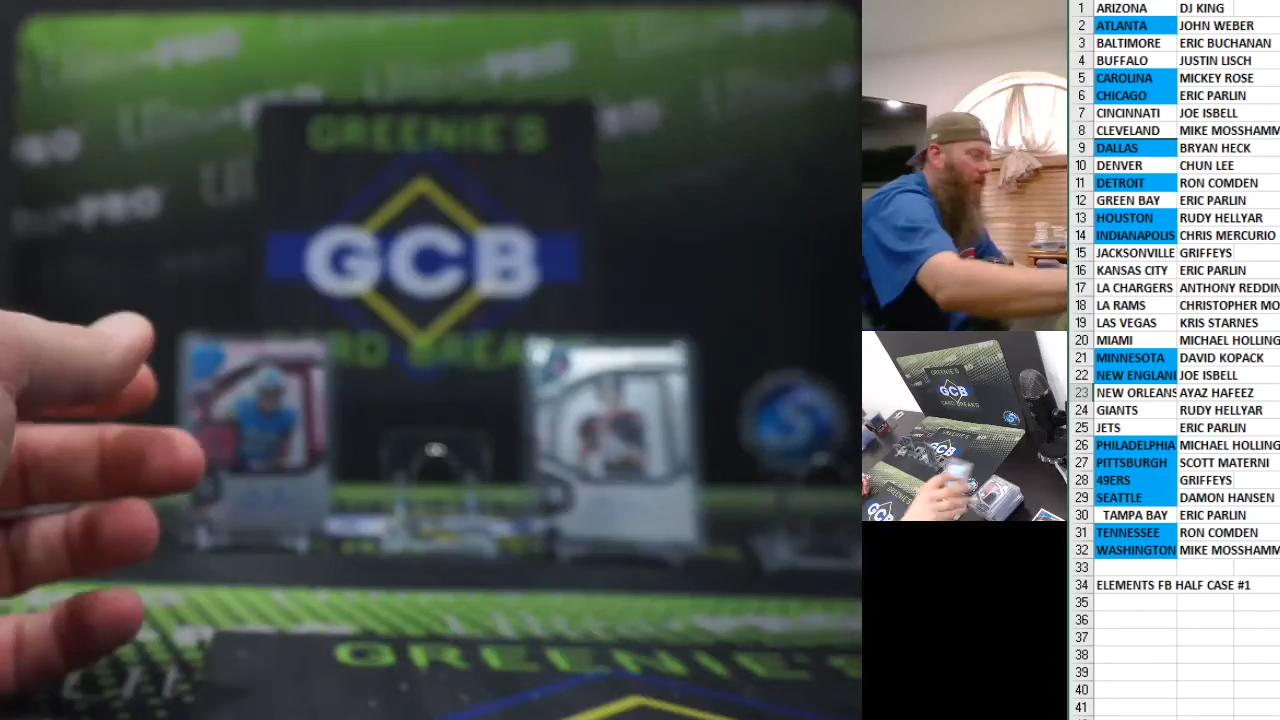 GREENIE'S
GCB
CARD BREAKS
GREENIE'S
1 ARIZONA DJ KING
2 ATLANTA JOHN WEBER
3 BALTIMORE ERIC BUCHANAN
4 BUFFALO JUSTIN LISCH
5 CAROLINA MICKEY ROSE
6 CHICAGO ERIC PARLIN
7 CINCINNATI JOE ISBELL
8 CLEVELAND MIKE MOSSHAMM
9 DALLAS BRYAN HECK
10 DENVER CHUN LEE
11 DETROIT RON COMDEN
12 GREEN BAY ERIC PARLIN
13 HOUSTON RUDY HELLYAR
14 INDIANAPOLIS CHRIS MERCURIO
15 JACKSONVILLE GRIFFEYS
16 KANSAS CITY ERIC PARLIN
17 LA CHARGERS ANTHONY REDDIN
18 LA RAMS CHRISTOPHER MO
19 LAS VEGAS KRIS STARNES
20 MIAMI MICHAEL HOLLING
21 MINNESOTA DAVID KOPACK
22 NEW ENGLAND JOE ISBELL
23 NEW ORLEANS AYAZ HAFEEZ
24 GIANTS RUDY HELLYAR
25 JETS ERIC PARLIN
26 PHILADELPHIA MICHAEL HOLLING
27 PITTSBURGH SCOTT MATERNI
28 49ERS GRIFFEYS
29 SEATTLE DAMON HANSEN
30 TAMPA BAY ERIC PARLIN
31 TENNESSEE RON COMDEN
32 WASHINGTON MIKE MOSSHAMM
33
34 ELEMENTS FB HALF CASE #1
35
36
37
38
39
40
41